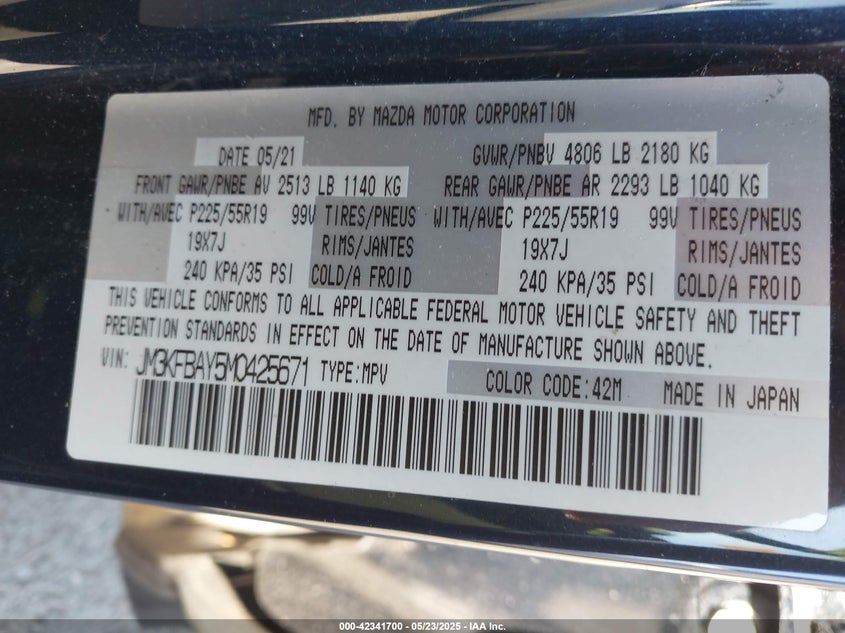 MFD. BY MAZDA MOTOR CORPORATION
DATE 05/21 GVWR/PNBV 4806 LB 2180 KG
FRONT GAWR/PNBE AV 2513 LB 1140 KG REAR GAWR/PNBE AR 2293 LB 1040 KG
WITH/AVEC P225/55R19 99V TIRES/PNEUS WITH/AVEC P225/55R19 99V TIRES/PNEUS
19X7J RIMS/JANTES 19X7J RIMS/JANTES
240 KPA/35 PSI COLD/A FROID 240 KPA/35 PSI COLD/A FROID
THIS VEHICLE CONFORMS TO ALL APPLICABLE FEDERAL MOTOR VEHICLE SAFETY AND THEFT
PREVENTION STANDARDS IN EFFECT ON THE DATE OF MANUFACTURE SHOWN ABOVE.
VIN: JM3KFBAY5M0425671 TYPE:MPV COLOR CODE:42M MADE IN JAPAN
000-42341700 - 05/23/2025 - IAA Inc.